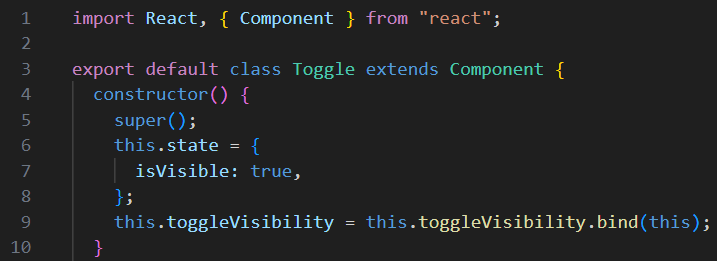 1 import React, { Component } from "react";
2
3 export default class Toggle extends Component {
4   constructor() {
5     super();
6     this.state = {
7       isVisible: true,
8     };
9     this.toggleVisibility = this.toggleVisibility.bind(this);
10   }